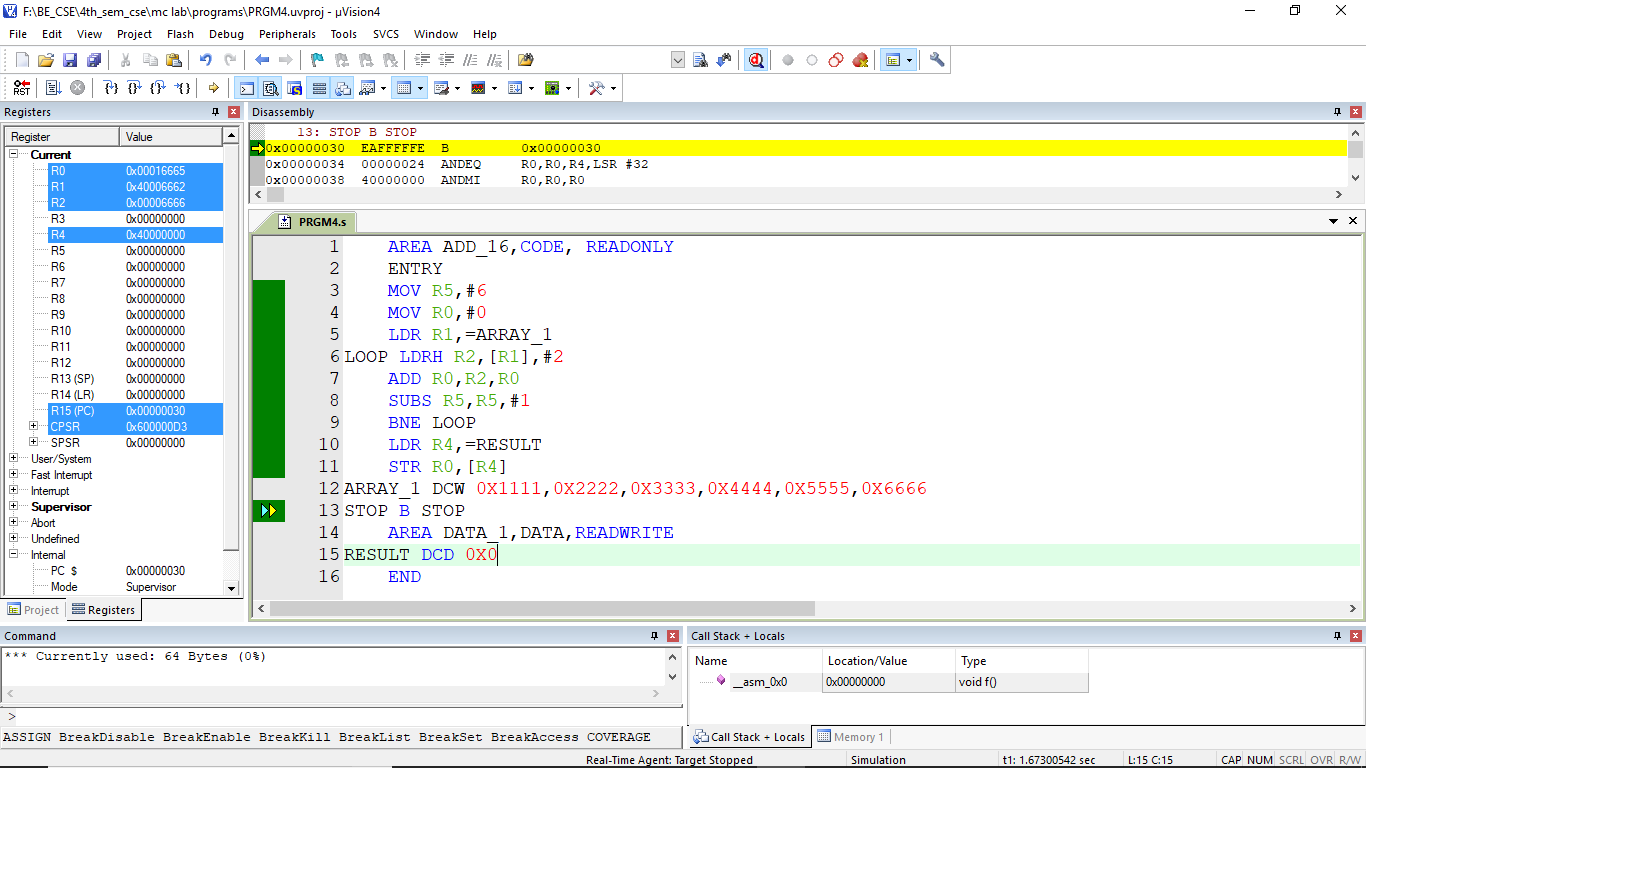 F:\BE_CSE\4th_sem_cse\mc lab\programs\PRGM4.uvproj - µVision4
File Edit View Project Flash Debug Peripherals Tools SVCS Window Help
RST
Registers
Register Value
Current
R0 0x00016665
R1 0x40006662
R2 0x00006666
R3 0x00000000
R4 0x40000000
R5 0x00000000
R6 0x00000000
R7 0x00000000
R8 0x00000000
R9 0x00000000
R10 0x00000000
R11 0x00000000
R12 0x00000000
R13 (SP) 0x00000000
R14 (LR) 0x00000000
R15 (PC) 0x00000030
CPSR 0x600000D3
SPSR 0x00000000
User/System
Fast Interrupt
Interrupt
Supervisor
Abort
Undefined
Internal
PC $ 0x00000030
Mode Supervisor
Project Registers
Disassembly
13: STOP B STOP
0x00000030 EAFFFFFE B 0x00000030
0x00000034 00000024 ANDEQ R0,R0,R4,LSR #32
0x00000038 40000000 ANDMI R0,R0,R0
PRGM4.s
1 AREA ADD_16,CODE, READONLY
2 ENTRY
3 MOV R5,#6
4 MOV R0,#0
5 LDR R1,=ARRAY_1
6 LOOP LDRH R2,[R1],#2
7 ADD R0,R2,R0
8 SUBS R5,R5,#1
9 BNE LOOP
10 LDR R4,=RESULT
11 STR R0,[R4]
12 ARRAY_1 DCW 0X1111,0X2222,0X3333,0X4444,0X5555,0X6666
13 STOP B STOP
14 AREA DATA_1,DATA,READWRITE
15 RESULT DCD 0X0
16 END
Command
*** Currently used: 64 Bytes (0%)
>
ASSIGN BreakDisable BreakEnable BreakKill BreakList BreakSet BreakAccess COVERAGE
Call Stack + Locals
Name Location/Value Type
__asm_0x0 0x00000000 void f()
Call Stack + Locals Memory 1
Real-Time Agent: Target Stopped Simulation t1: 1.67300542 sec L:15 C:15 CAP NUM SCRL OVR R/W